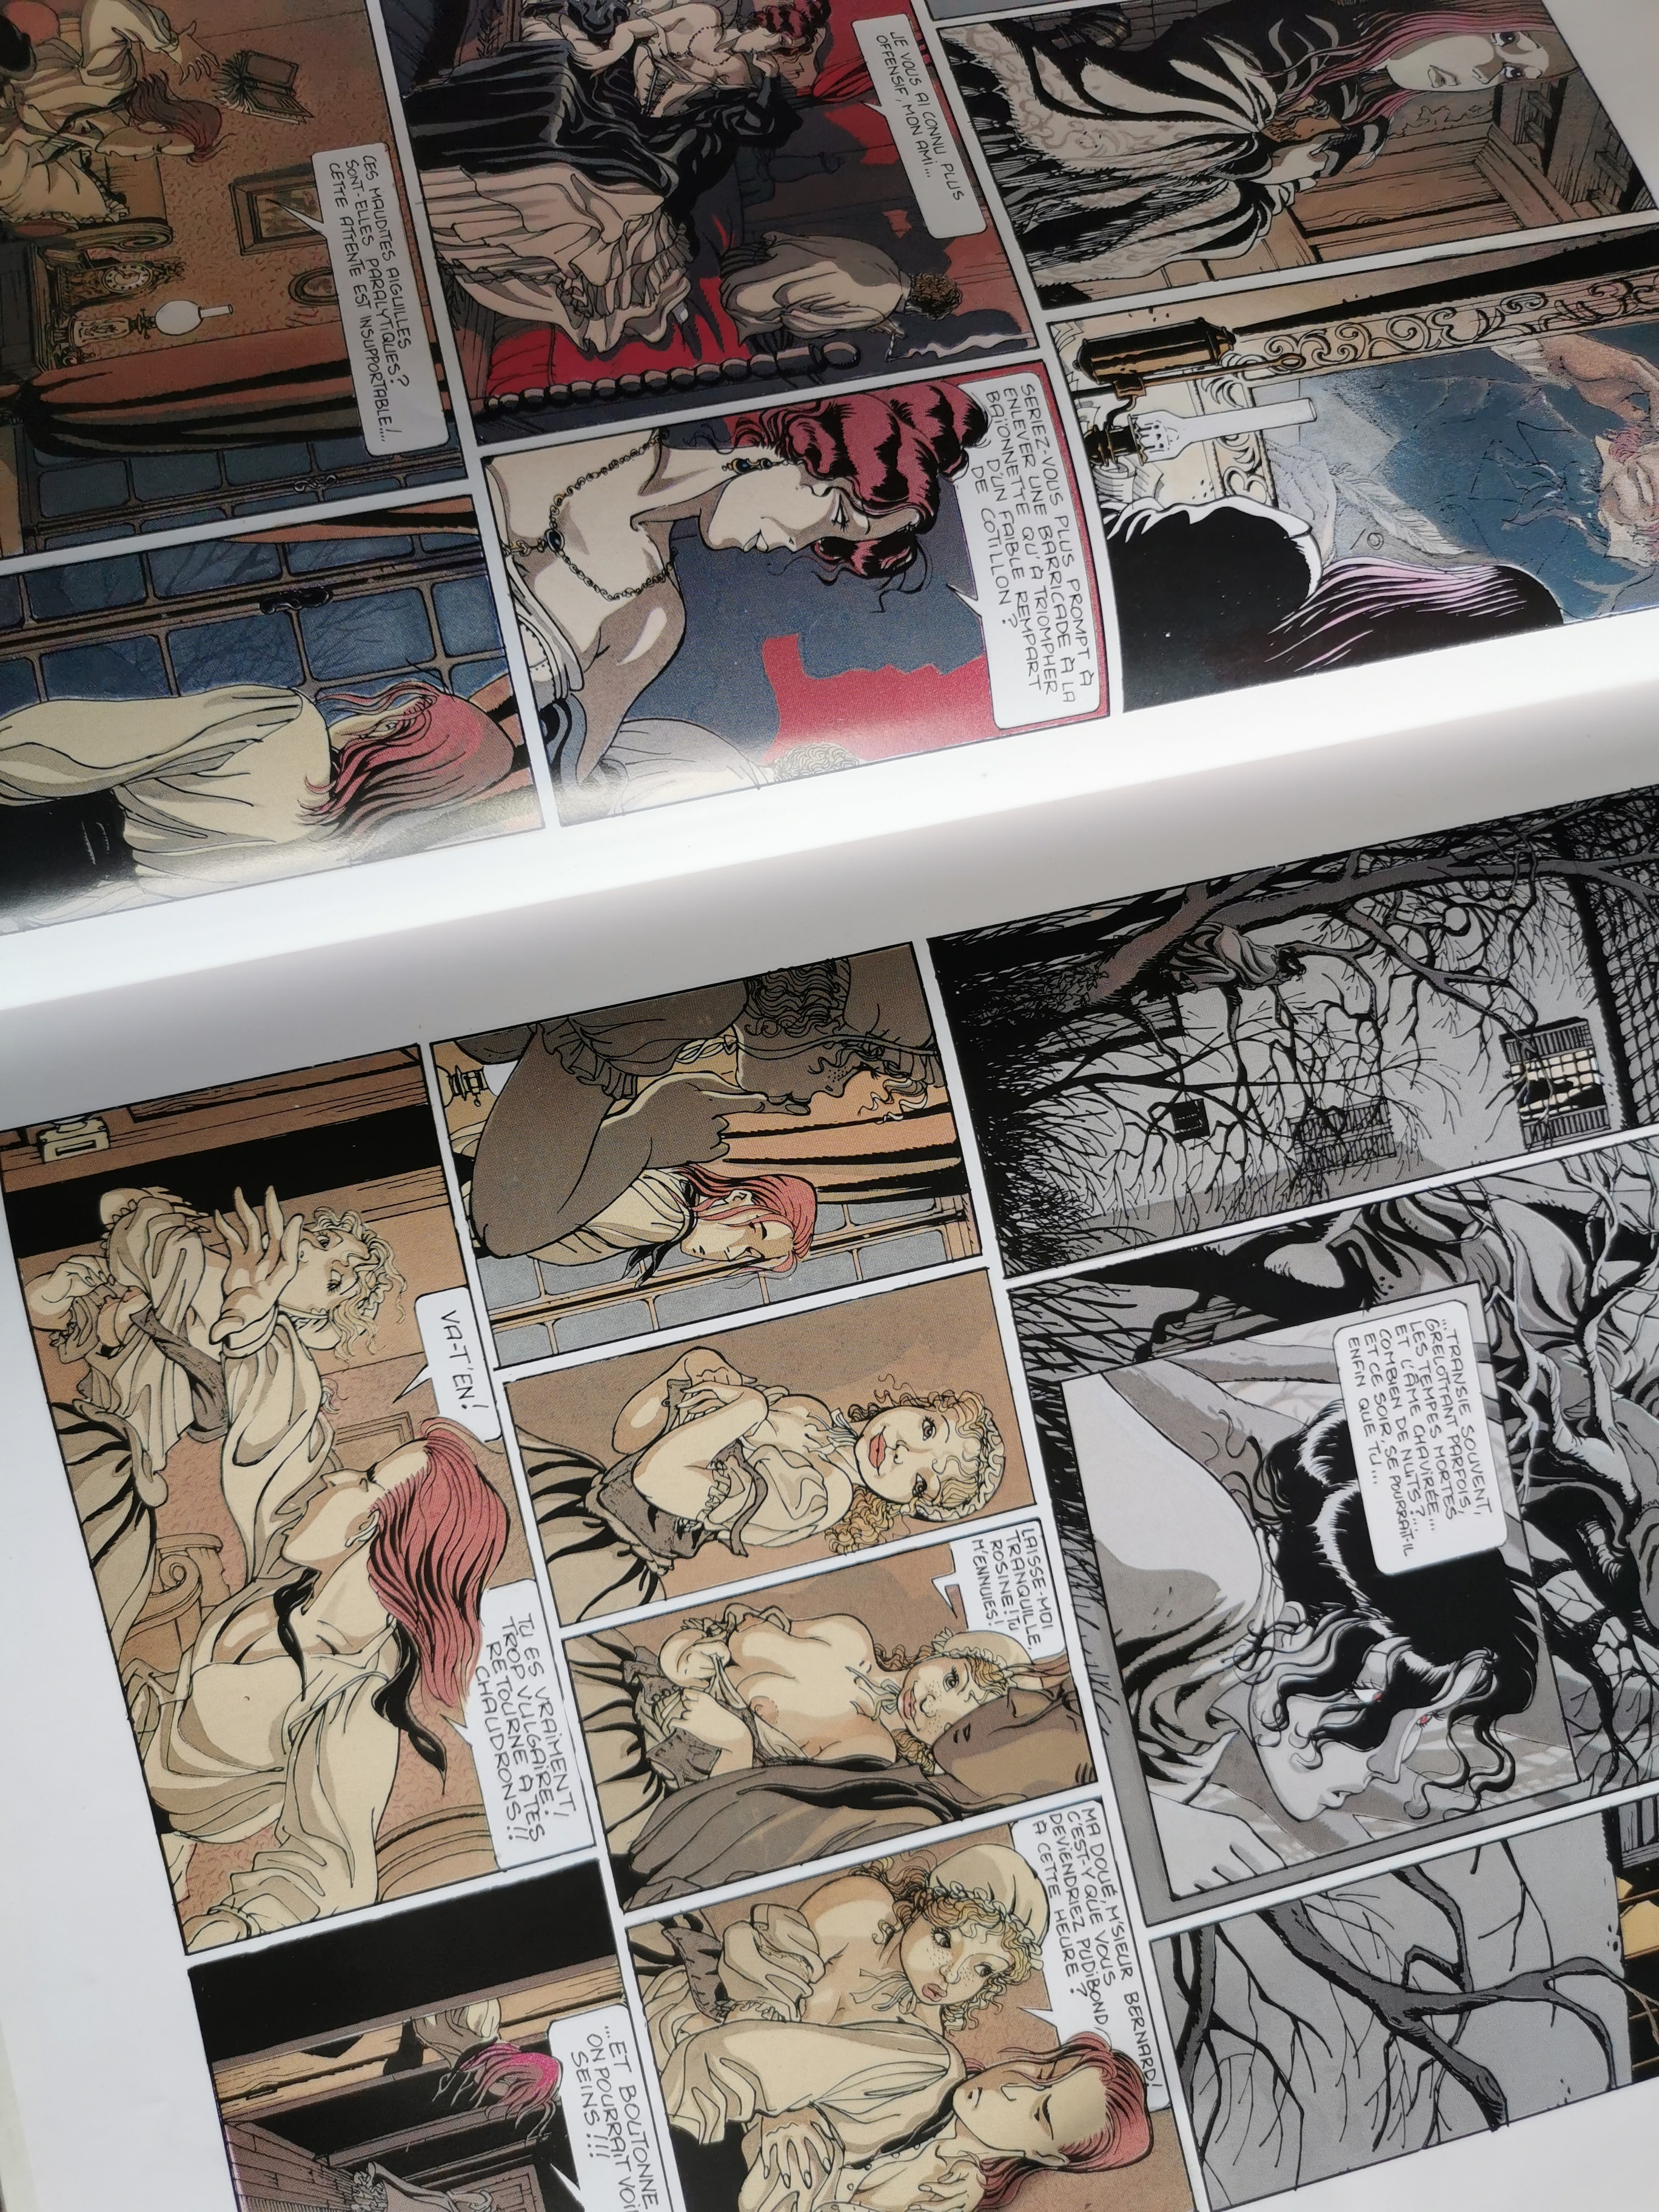 JE VOUS AI CONNU PLUS
OFFENSIF, MON AMI...
SERIEZ-VOUS PLUS PROMPT À
ENLEVER UNE BARRICADE À LA
BAÏONNETTE QU'À TRIOMPHER
D'UN FAIBLE REMPART
DE COTILLON ?
CES MAUDITES AIGUILLES
SONT-ELLES PARALYTIQUES ?
CETTE ATTENTE EST INSUPPORTABLE !...
...TRANSIE SOUVENT,
GRELOTTANT PARFOIS,
LES TEMPES MORTES
ET L'ÂME CHAVIRÉE...
COMBIEN DE NUITS ?...
ET CE SOIR, SE POURRAIT-IL
ENFIN QUE TU...
LAISSE-MOI
TRANQUILLE,
ROSINE ! TU
M'ENNUIES !
MA DOUÉ, M'SIEUR BERNARD !
C'EST-Y QUE VOUS
DEVIENDRIEZ PUDIBOND,
A CETTE HEURE ?
VA-T'EN !
TU ES VRAIMENT,
TROP VULGAIRE !
RETOURNE A TES
CHAUDRONS !!
...ET BOUTONNE
ON POURRAIT VOI
SEINS !!!